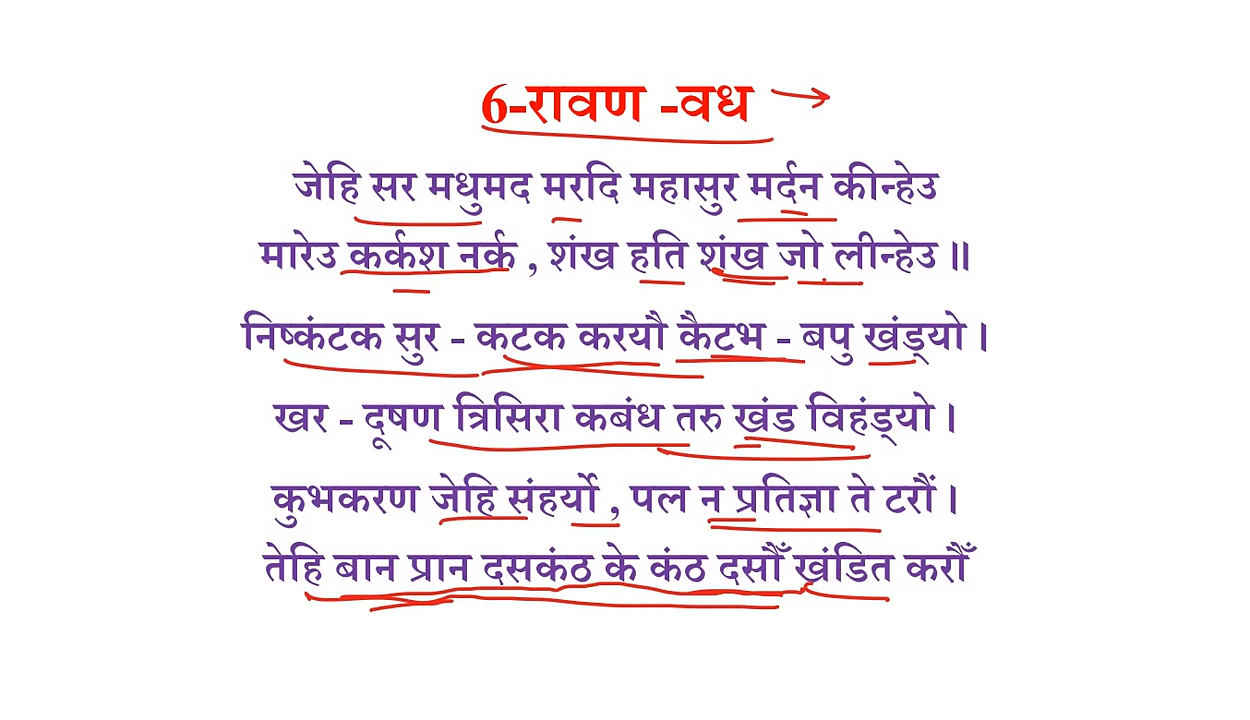 6-रावण -वध
जेहि सर मधुमद मरदि महासुर मर्दन कीन्हेउ
मारेउ कर्कश नर्क , शंख हति शंख जो लीन्हेउ ॥
निष्कंटक सुर - कटक करयौ कैटभ - बपु खंड्यो ।
खर - दूषण त्रिसिरा कबंध तरु खंड विहंड्यो ।
कुभकरण जेहि संहर्यो , पल न प्रतिज्ञा ते टरौं ।
तेहि बान प्रान दसकंठ के कंठ दसौँ खंडित करौँ